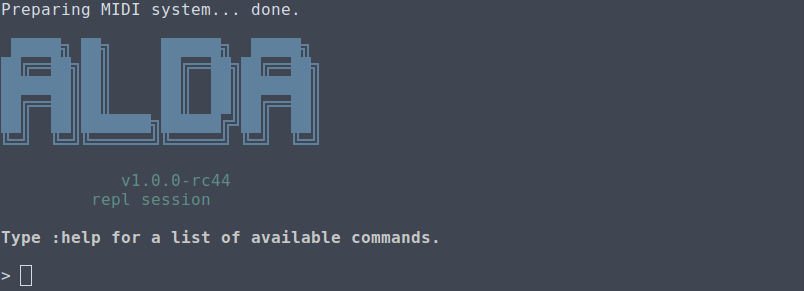 Preparing MIDI system... done.
ALDA
v1.0.0-rc44
repl session
Type :help for a list of available commands.
>